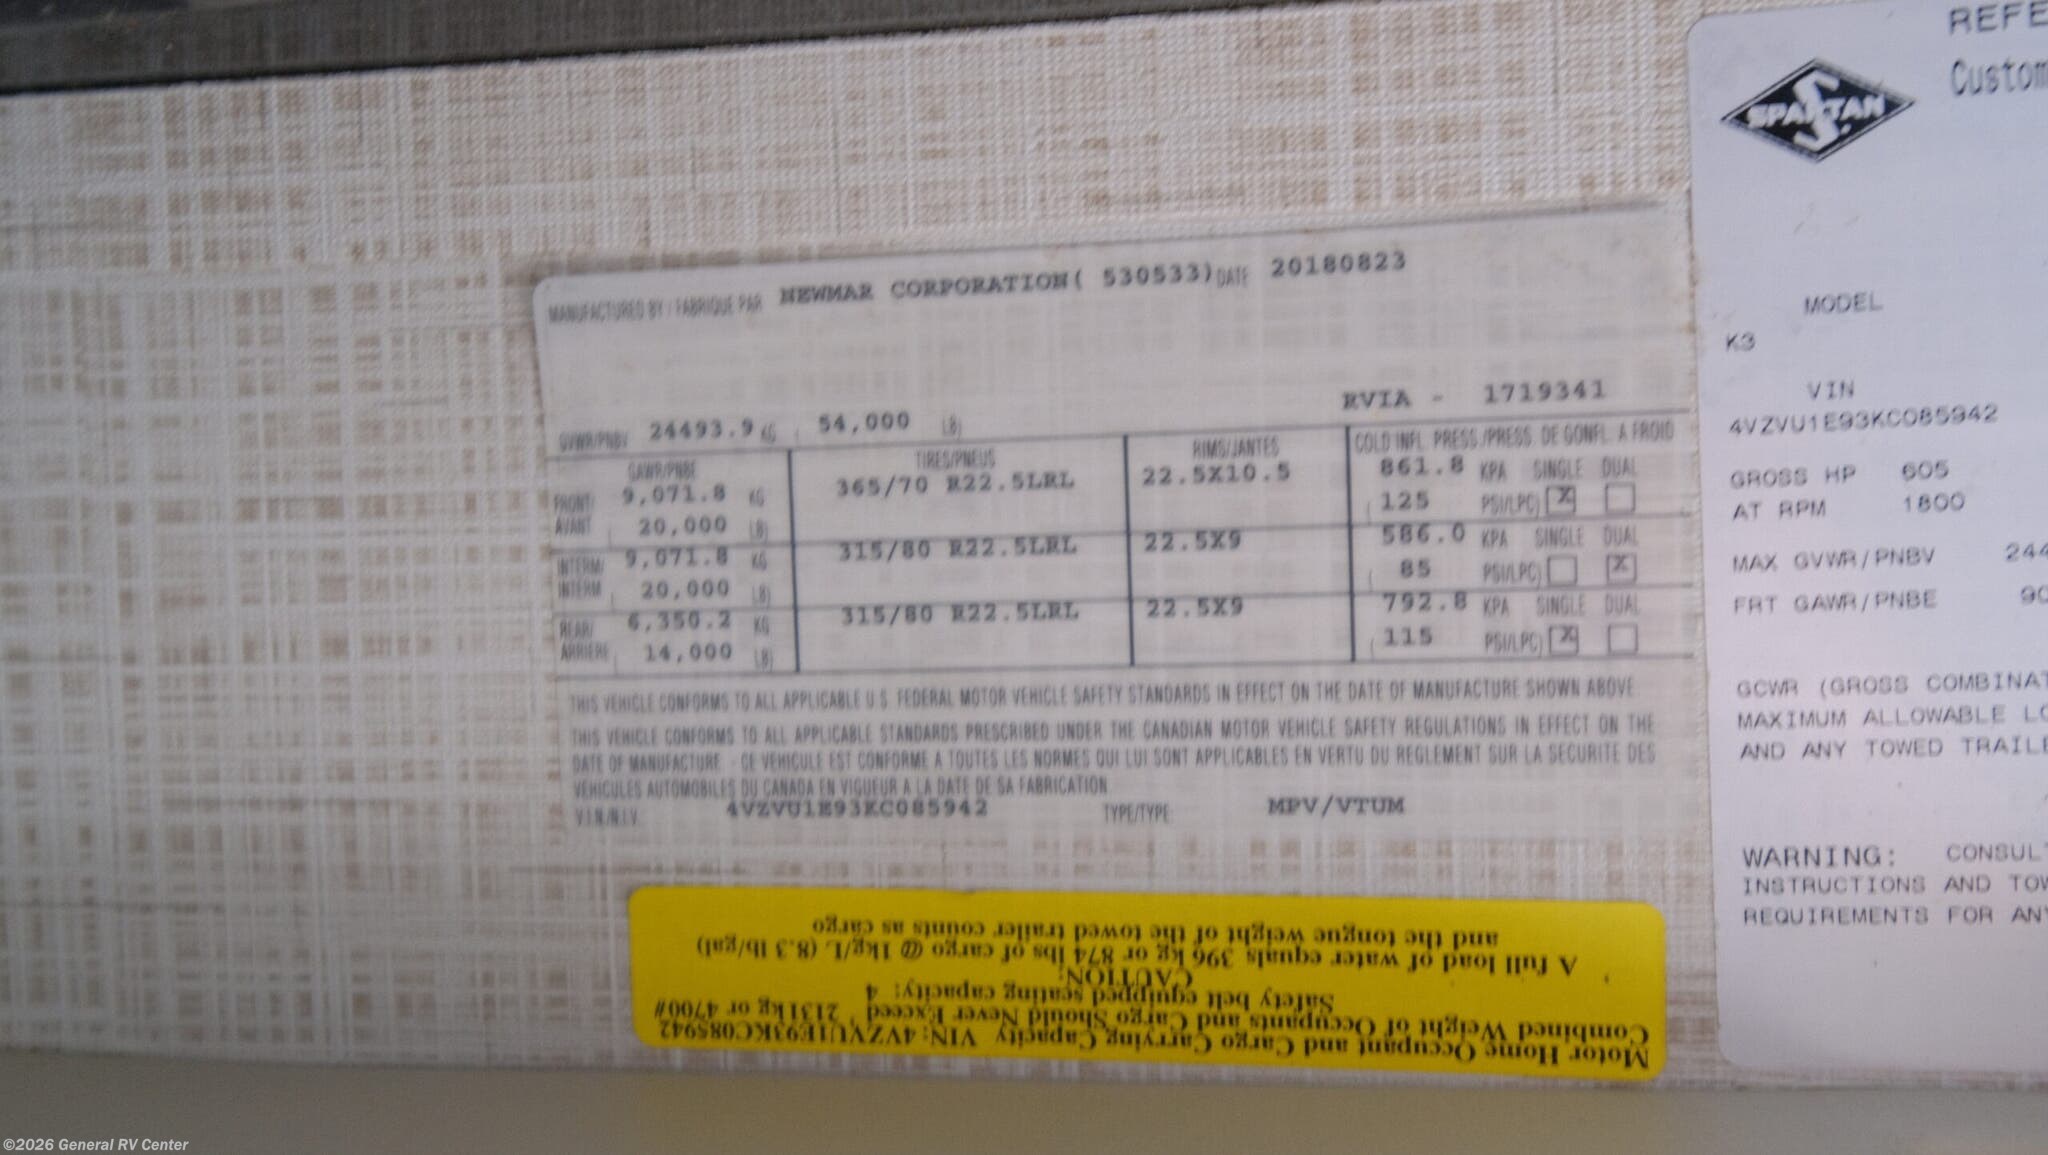 MANUFACTURED BY / FABRIQUE PAR NEWMAR CORPORATION( 530533) DATE 20180823
RVIA - 1719341
GVWR/PNBV 24493.9 KG ( 54,000 LB)
GAWR/PNBE TIRES/PNEUS RIMS/JANTES COLD INFL. PRESS./PRESS. DE GONFL. A FROID
FRONT/ 9,071.8 KG 365/70 R22.5LRL 22.5X10.5 861.8 KPA SINGLE DUAL
AVANT ( 20,000 LB) ( 125 PSI/LPC) X
INTERM/ 9,071.8 KG 315/80 R22.5LRL 22.5X9 586.0 KPA SINGLE DUAL
INTERM ( 20,000 LB) ( 85 PSI/LPC) X
REAR/ 6,350.2 KG 315/80 R22.5LRL 22.5X9 792.8 KPA SINGLE DUAL
ARRIERE ( 14,000 LB) ( 115 PSI/LPC) X
THIS VEHICLE CONFORMS TO ALL APPLICABLE U.S. FEDERAL MOTOR VEHICLE SAFETY STANDARDS IN EFFECT ON THE DATE OF MANUFACTURE SHOWN ABOVE
THIS VEHICLE CONFORMS TO ALL APPLICABLE STANDARDS PRESCRIBED UNDER THE CANADIAN MOTOR VEHICLE SAFETY REGULATIONS IN EFFECT ON THE
DATE OF MANUFACTURE - CE VEHICULE EST CONFORME A TOUTES LES NORMES QUI LUI SONT APPLICABLES EN VERTU DU REGLEMENT SUR LA SECURITE DES
VEHICULES AUTOMOBILES DU CANADA EN VIGUEUR A LA DATE DE SA FABRICATION
V.I.N./N.I.V. 4VZVU1E93KC085942 TYPE/TYPE MPV/VTUM
Motor Home Occupant and Cargo Carrying Capacity VIN: 4VZVU1E93KC085942
Combined Weight of Occupants and Cargo Should Never Exceed 2131kg or 4700#
Safety belt equipped seating capacity: 4
CAUTION:
A full load of water equals 396 kg or 874 lbs of cargo @ 1kg/L (8.3 lb/gal)
and the tongue weight of the towed trailer counts as cargo
REFE
Custom
SPARTAN
MODEL
K3
VIN
4VZVU1E93KC085942
GROSS HP 605
AT RPM 1800
MAX GVWR/PNBV 244
FRT GAWR/PNBE 90
GCWR (GROSS COMBINAT
MAXIMUM ALLOWABLE LO
AND ANY TOWED TRAILE
WARNING: CONSULT
INSTRUCTIONS AND TOW
REQUIREMENTS FOR ANY
©2026 General RV Center